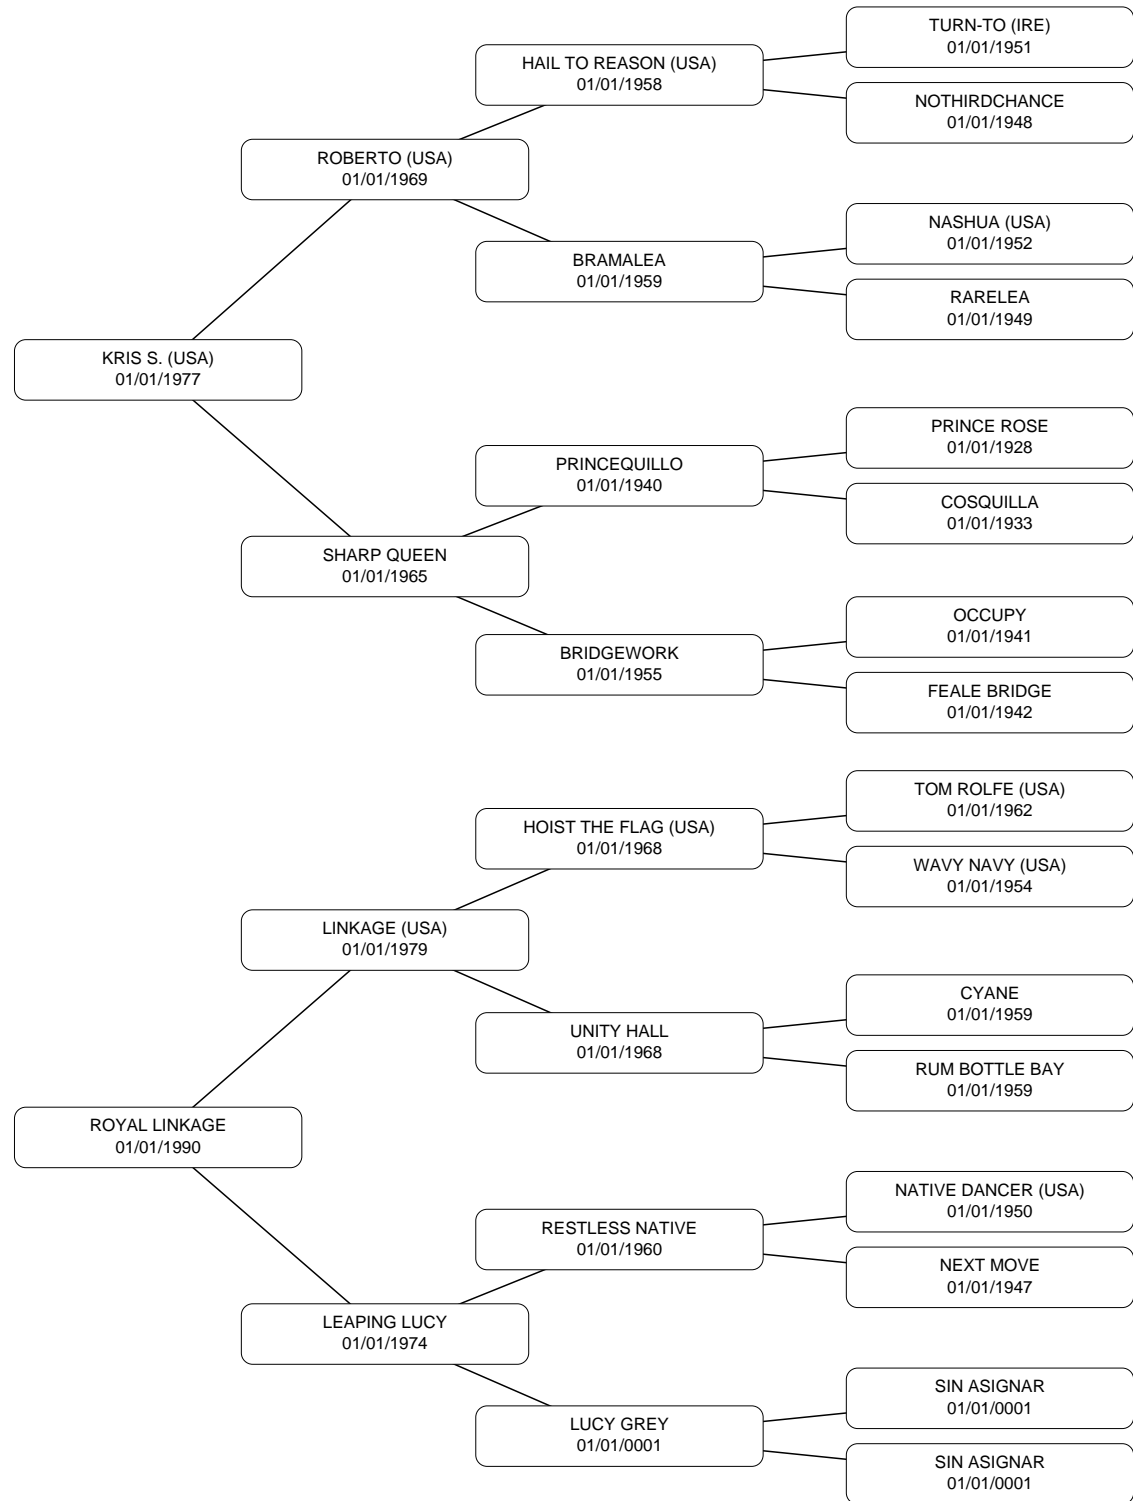 TURN-TO (IRE)
01/01/1951
HAIL TO REASON (USA)
01/01/1958
NOTHIRDCHANCE
01/01/1948
ROBERTO (USA)
01/01/1969
NASHUA (USA)
01/01/1952
BRAMALEA
01/01/1959
RARELEA
01/01/1949
KRIS S. (USA)
01/01/1977
PRINCE ROSE
01/01/1928
PRINCEQUILLO
01/01/1940
COSQUILLA
01/01/1933
SHARP QUEEN
01/01/1965
OCCUPY
01/01/1941
BRIDGEWORK
01/01/1955
FEALE BRIDGE
01/01/1942
TOM ROLFE (USA)
01/01/1962
HOIST THE FLAG (USA)
01/01/1968
WAVY NAVY (USA)
01/01/1954
LINKAGE (USA)
01/01/1979
CYANE
01/01/1959
UNITY HALL
01/01/1968
RUM BOTTLE BAY
01/01/1959
ROYAL LINKAGE
01/01/1990
NATIVE DANCER (USA)
01/01/1950
RESTLESS NATIVE
01/01/1960
NEXT MOVE
01/01/1947
LEAPING LUCY
01/01/1974
SIN ASIGNAR
01/01/0001
LUCY GREY
01/01/0001
SIN ASIGNAR
01/01/0001